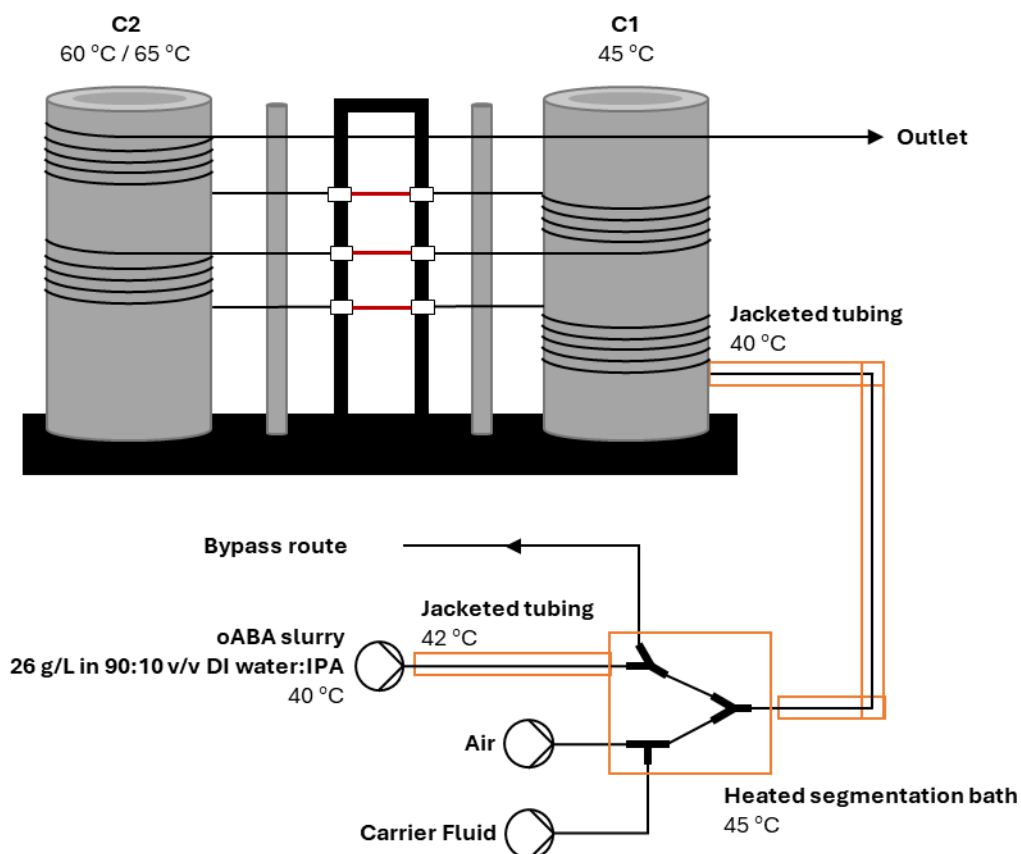 C2
60 °C / 65 °C
C1
45 °C
Outlet
Jacketed tubing
40 °C
Bypass route
Jacketed tubing
42 °C
oABA slurry
26 g/L in 90:10 v/v DI water:IPA
40 °C
Air
Heated segmentation bath
45 °C
Carrier Fluid